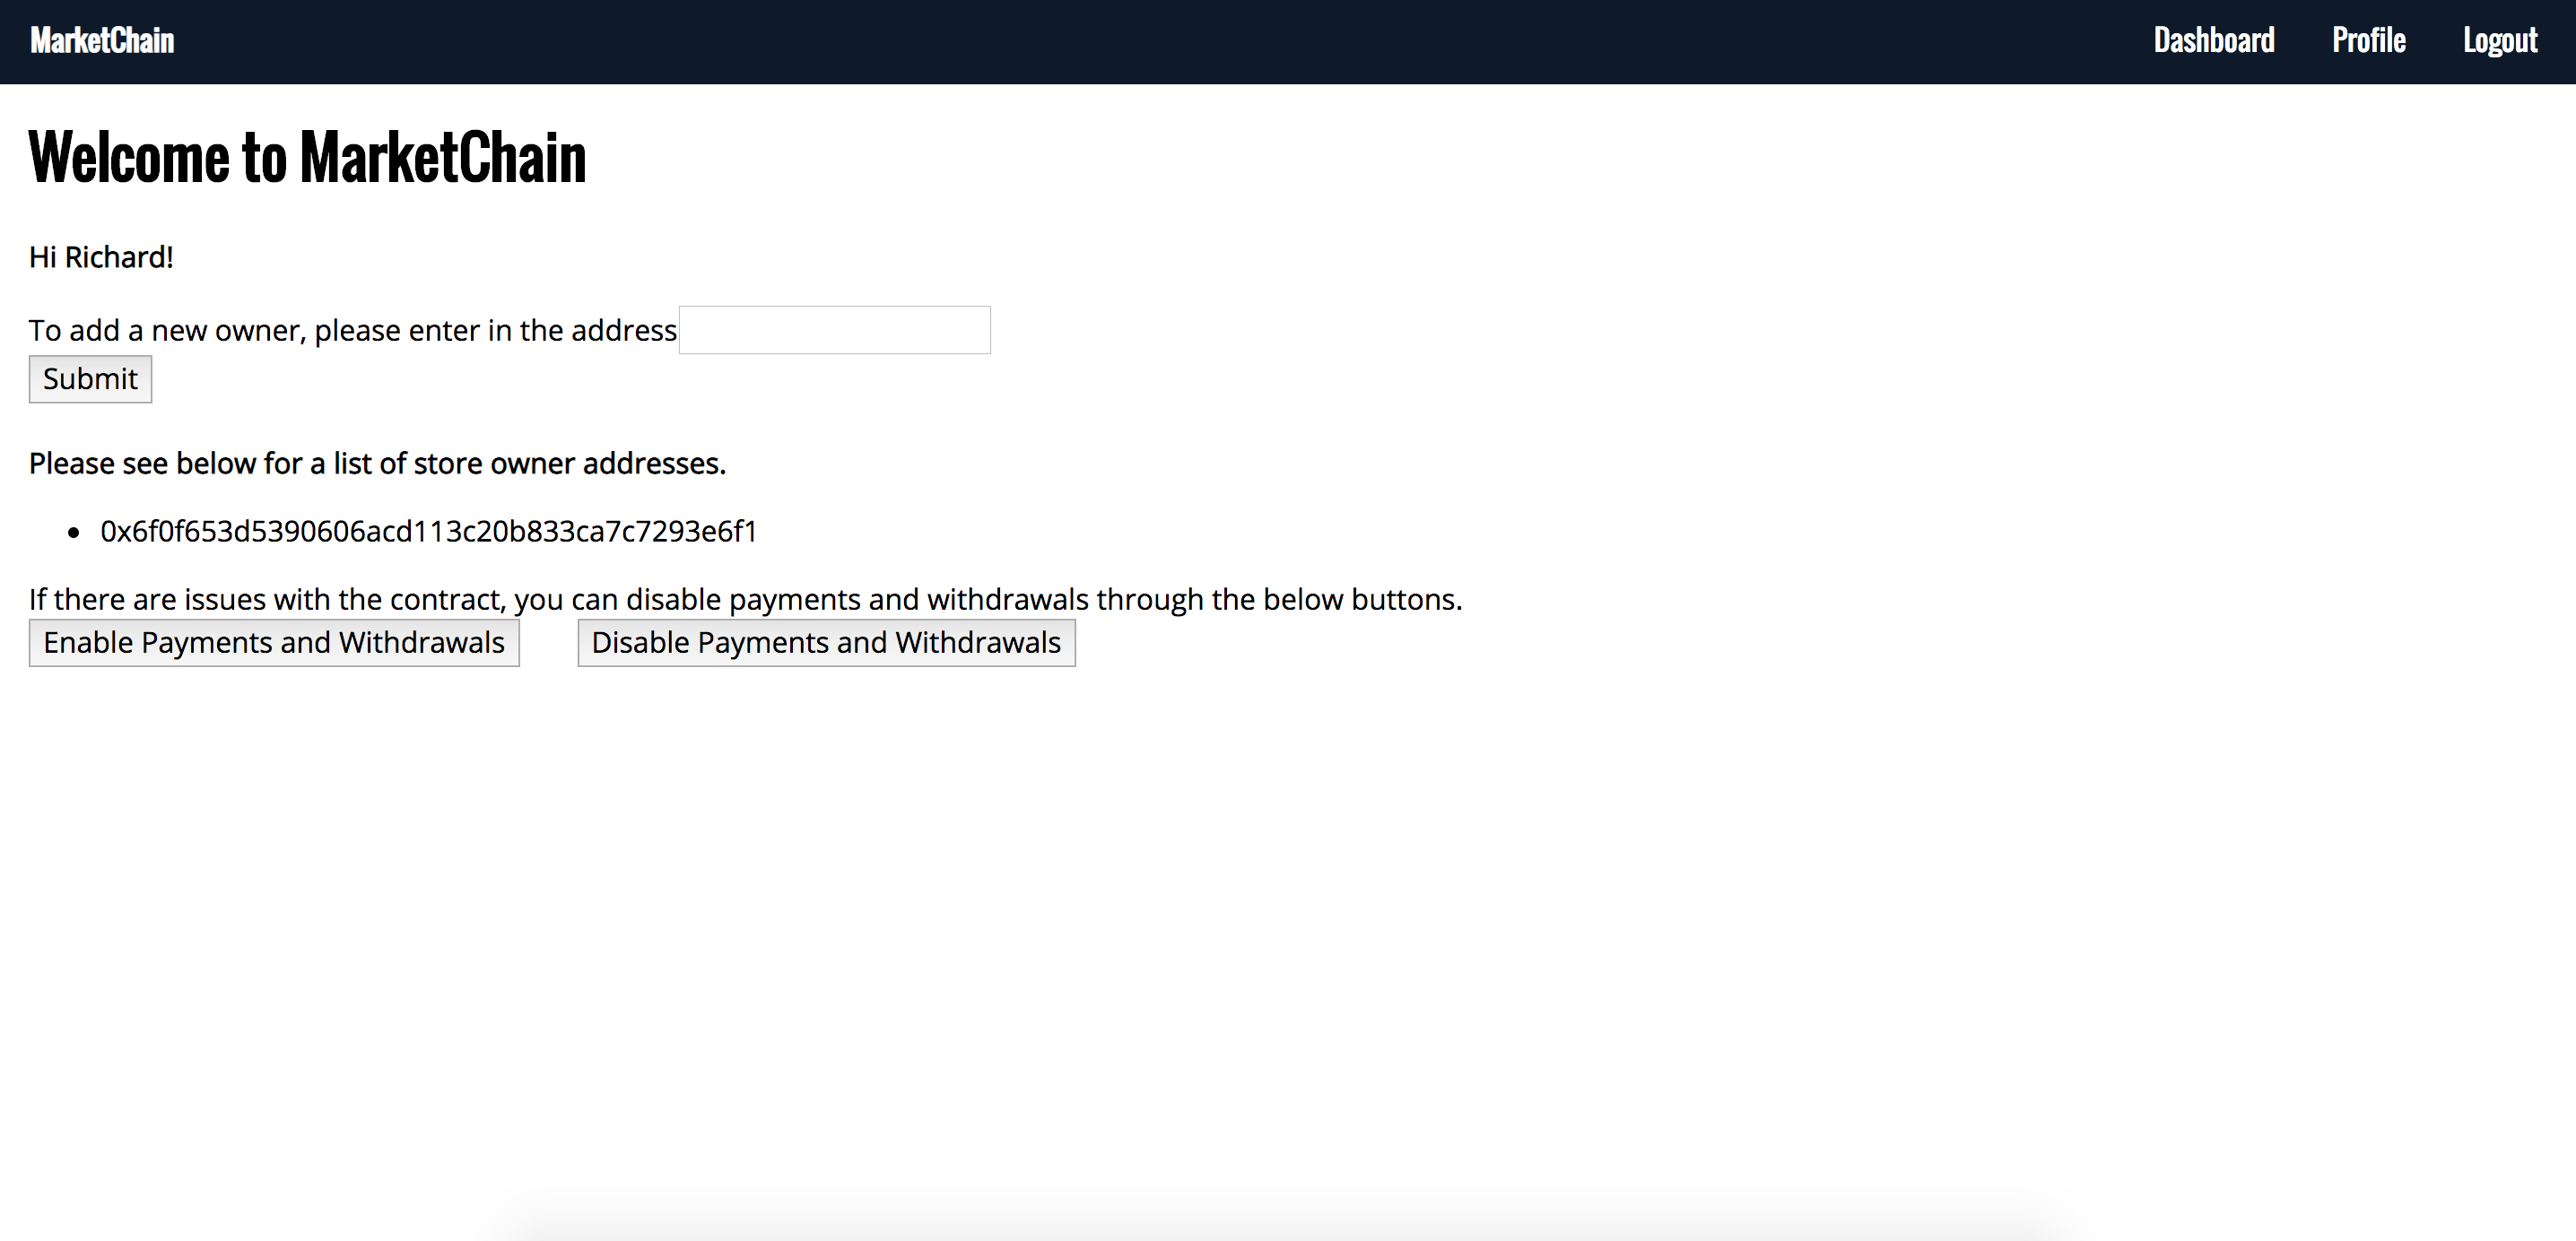 MarketChain
Dashboard Profile Logout
Welcome to MarketChain
Hi Richard!
To add a new owner, please enter in the address
Submit
Please see below for a list of store owner addresses.
0x6f0f653d5390606acd113c20b833ca7c7293e6f1
If there are issues with the contract, you can disable payments and withdrawals through the below buttons.
Enable Payments and Withdrawals Disable Payments and Withdrawals